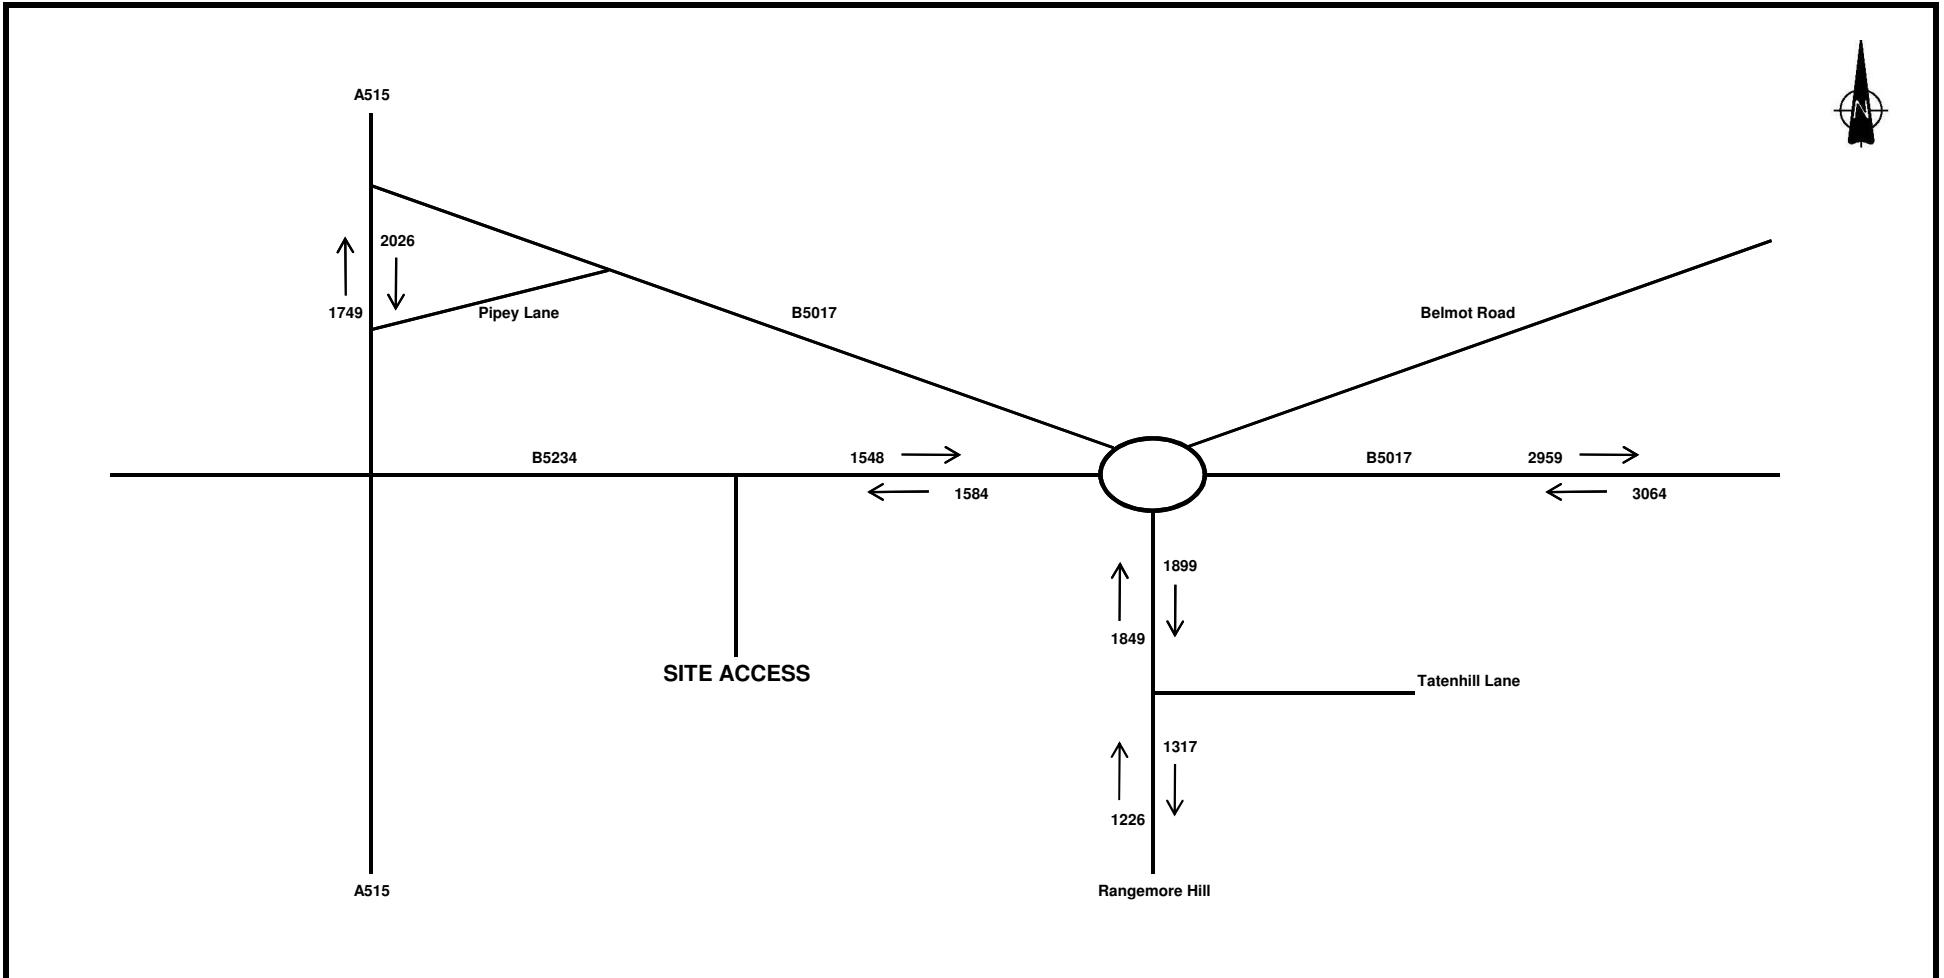 A515
N
2026
1749
Pipey Lane
B5017
Belmot Road
B5234
1548
B5017
2959
1584
3064
1899
1849
SITE ACCESS
Tatenhill Lane
1317
1226
A515
Rangemore Hill